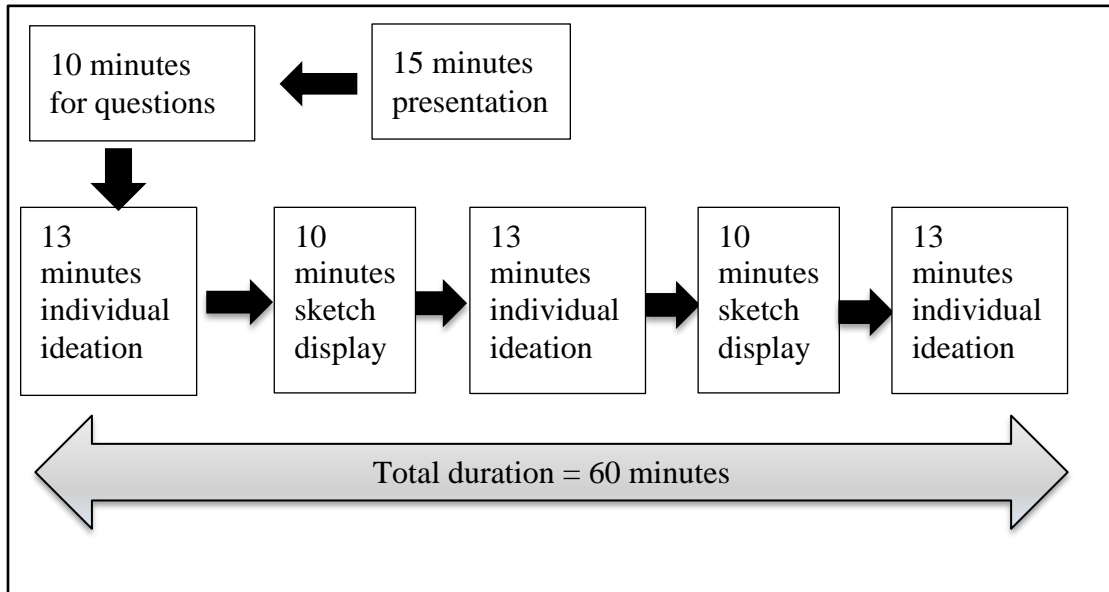 10 minutes
for questions
15 minutes
presentation
13
minutes
individual
ideation
10
minutes
sketch
display
13
minutes
individual
ideation
10
minutes
sketch
display
13
minutes
individual
ideation
Total duration = 60 minutes